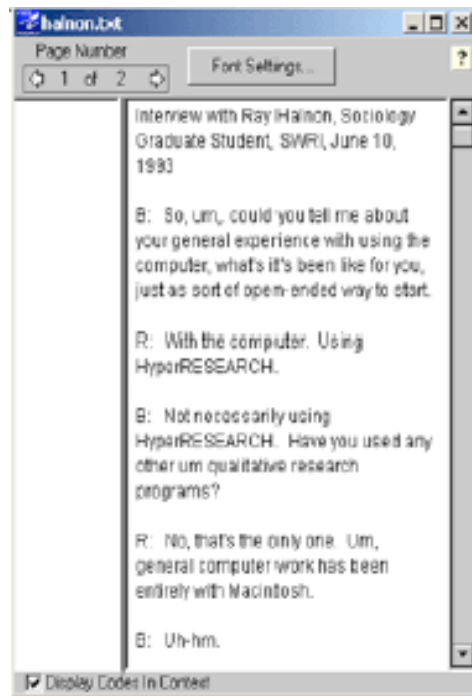 halnon.txt
Page Number
1 of 2
Font Settings...
?
Interview with Ray Halnon, Sociology
Graduate Student, SWRI, June 10,
1993
B: So, um, could you tell me about
your general experience with using the
computer, what's it's been like for you,
just as sort of open-ended way to start.
R: With the computer. Using
HyperRESEARCH.
B: Not necessarily using
HyperRESEARCH. Have you used any
other um qualitative research
programs?
R: No, that's the only one. Um,
general computer work has been
entirely with Macintosh.
B: Uh-hm.
Display Codes In Context